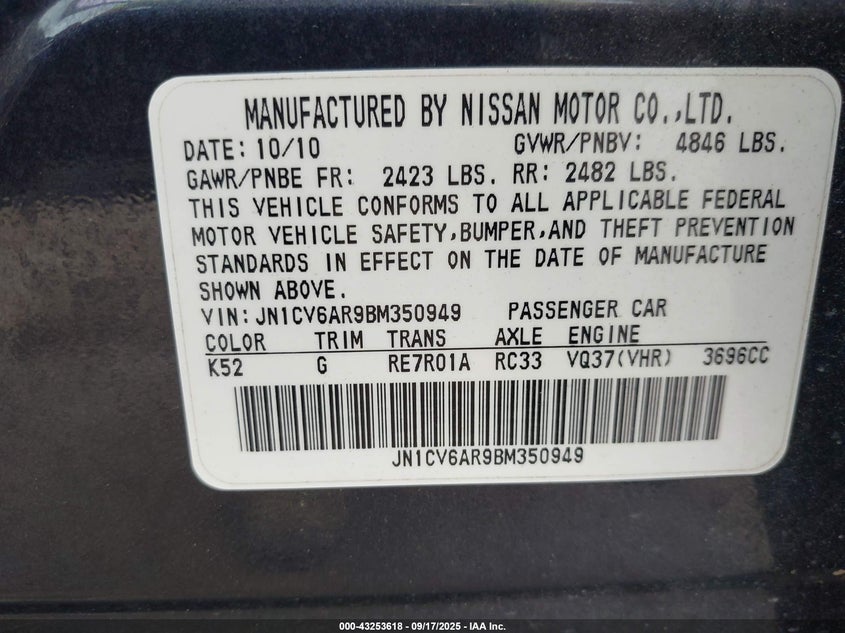 MANUFACTURED BY NISSAN MOTOR CO.,LTD.
DATE: 10/10 GVWR/PNBV: 4846 LBS.
GAWR/PNBE FR: 2423 LBS. RR: 2482 LBS.
THIS VEHICLE CONFORMS TO ALL APPLICABLE FEDERAL
MOTOR VEHICLE SAFETY,BUMPER,AND THEFT PREVENTION
STANDARDS IN EFFECT ON THE DATE OF MANUFACTURE
SHOWN ABOVE.
VIN: JN1CV6AR9BM350949 PASSENGER CAR
COLOR TRIM TRANS AXLE ENGINE
K52 G RE7R01A RC33 VQ37(VHR) 3696CC
JN1CV6AR9BM350949
000-43253618 - 09/17/2025 - IAA Inc.